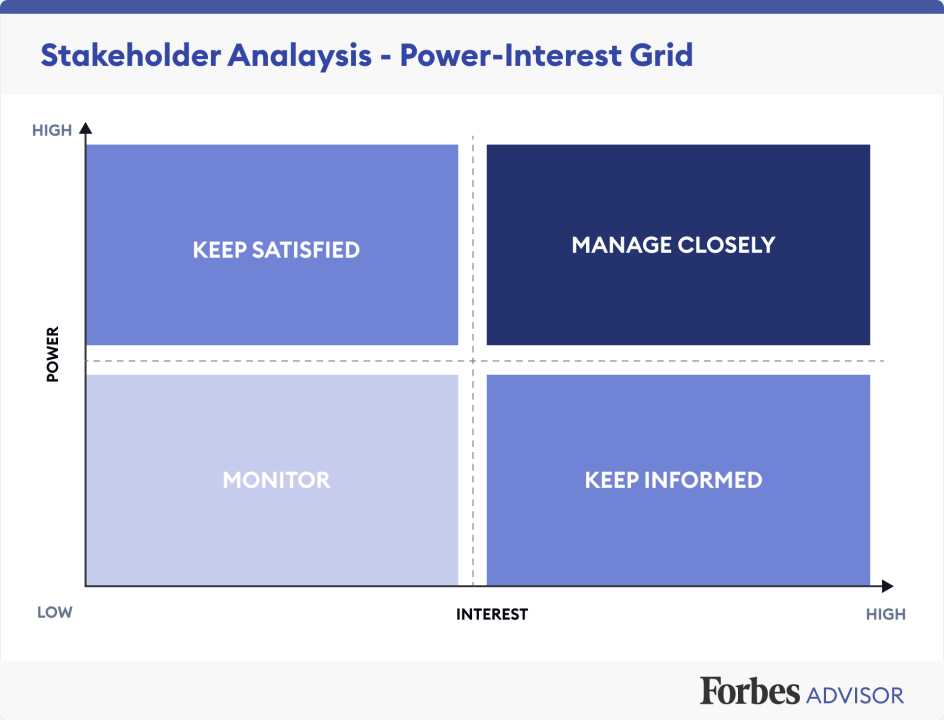 Stakeholder Analaysis - Power-Interest Grid
HIGH
KEEP SATISFIED
MANAGE CLOSELY
POWER
MONITOR
KEEP INFORMED
LOW
INTEREST
HIGH
Forbes ADVISOR